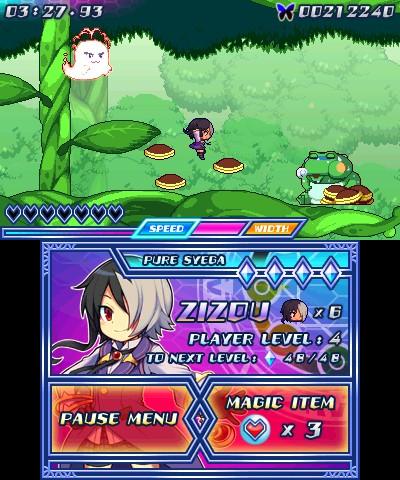 03:27.93
00212240
SPEED
WIDTH
PURE SYEGA
ZIZOU x 6
PLAYER LEVEL: 4
TO NEXT LEVEL: 48/48
PAUSE MENU
MAGIC ITEM
x 3